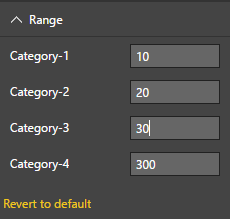 Range
Category-1 10
Category-2 20
Category-3 30
Category-4 300
Revert to default